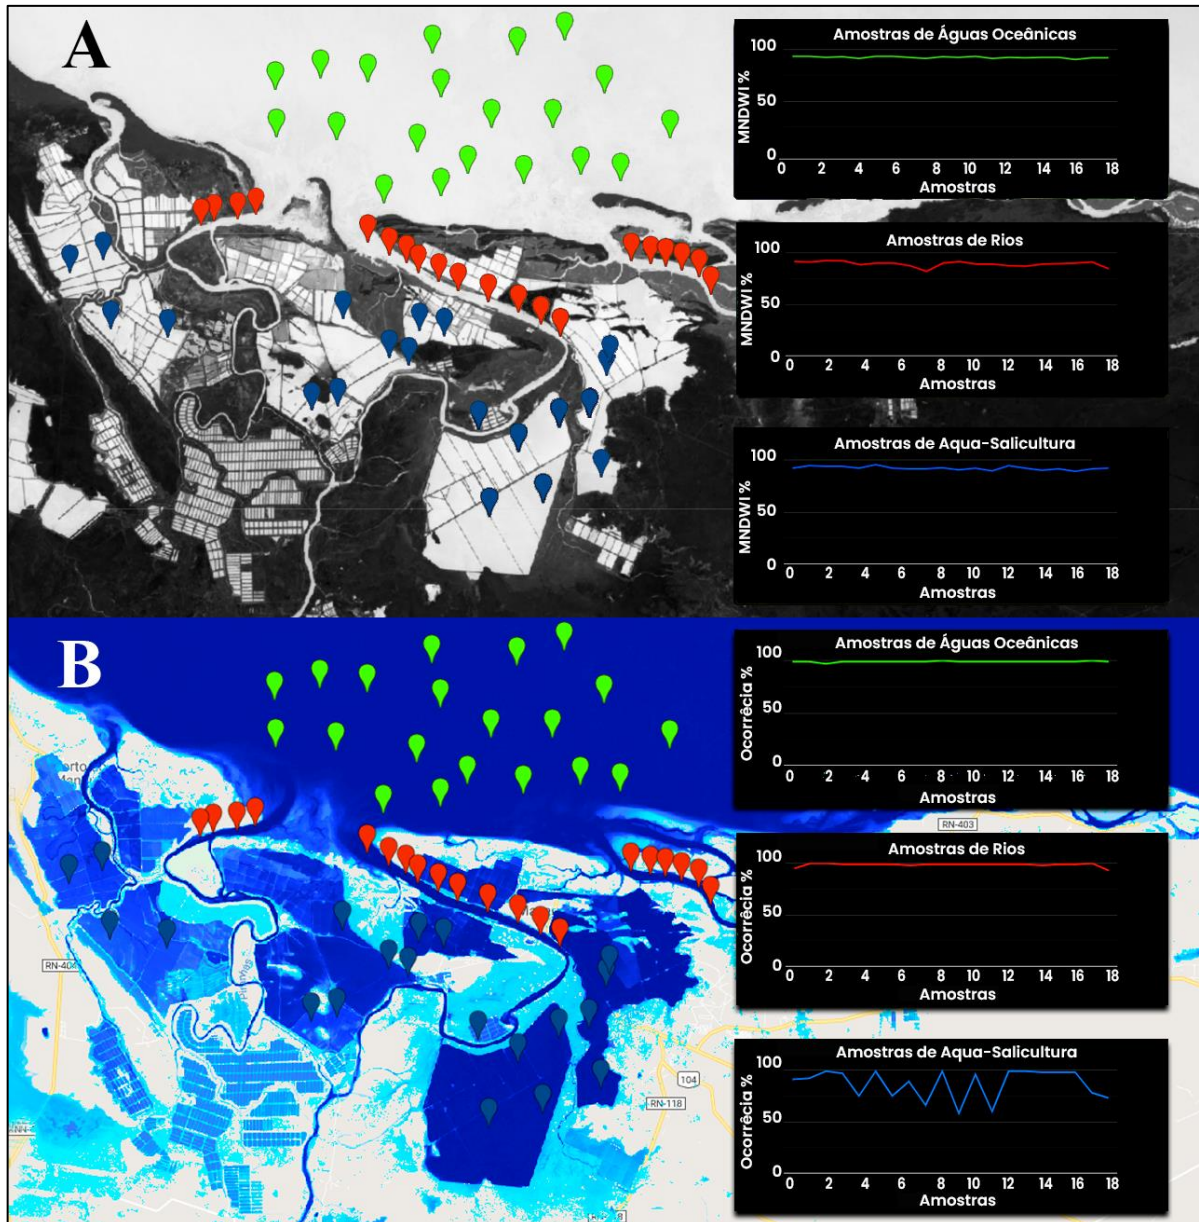 A
Amostras de Águas Oceânicas
MNDWI %
100
50
0
0 2 4 6 8 10 12 14 16 18
Amostras
Amostras de Rios
MNDWI %
100
50
0
0 2 4 6 8 10 12 14 16 18
Amostras
Amostras de Aqua-Salicultura
MNDWI %
100
50
0
0 2 4 6 8 10 12 14 16 18
Amostras
B
Amostras de Águas Oceânicas
Ocorrêcia %
100
50
0
0 2 4 6 8 10 12 14 16 18
Amostras
RN-403
Amostras de Rios
Ocorrêcia %
100
50
0
0 2 4 6 8 10 12 14 16 18
Amostras
RN-404
104
RN-118
Amostras de Aqua-Salicultura
Ocorrêcia %
100
50
0
0 2 4 6 8 10 12 14 16 18
Amostras